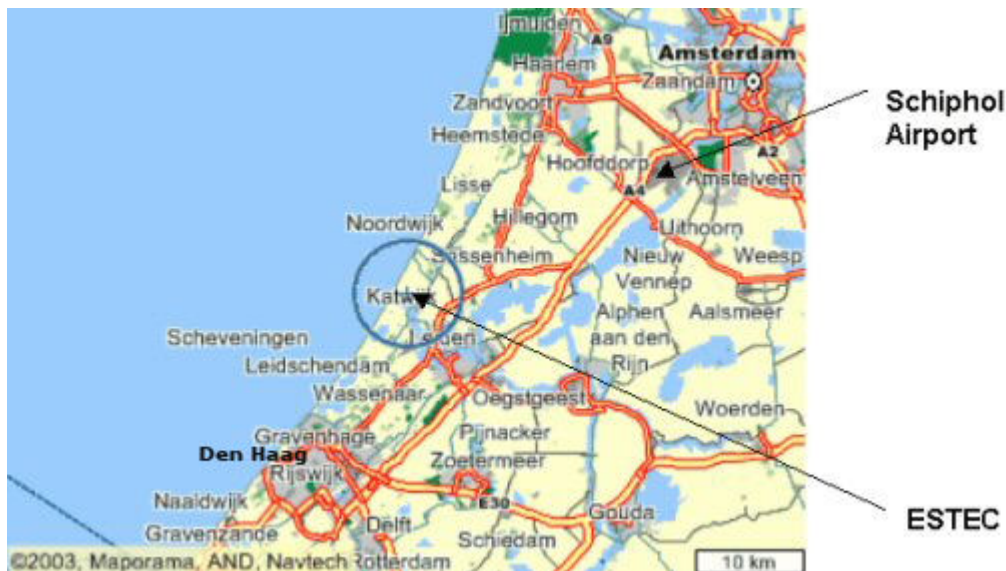 Ijmuiden
A9
Haarlem
Amsterdam
Zaandam
Schiphol
Airport
Zandvoort
Heemstede
A2
Hoofddorp
Lisse
A4
Amstelveen
Noordwijk
Hillegom
Uithoorn
Sassenheim
Nieuw
Vennep
Weesp
Katwijk
Alphen
aan den
Rijn
Aalsmeer
Scheveningen
Leiden
Leidschendam
Wassenaar
Oegstgeest
Woerden
Gravenhage
Den Haag
Pijnacker
Rijswijk
Zoetermeer
Naaldwijk
E30
Gouda
ESTEC
Gravenzande
Delft
Schiedam
©2003, Maporama, AND, Navtech
Rotterdam
10 km